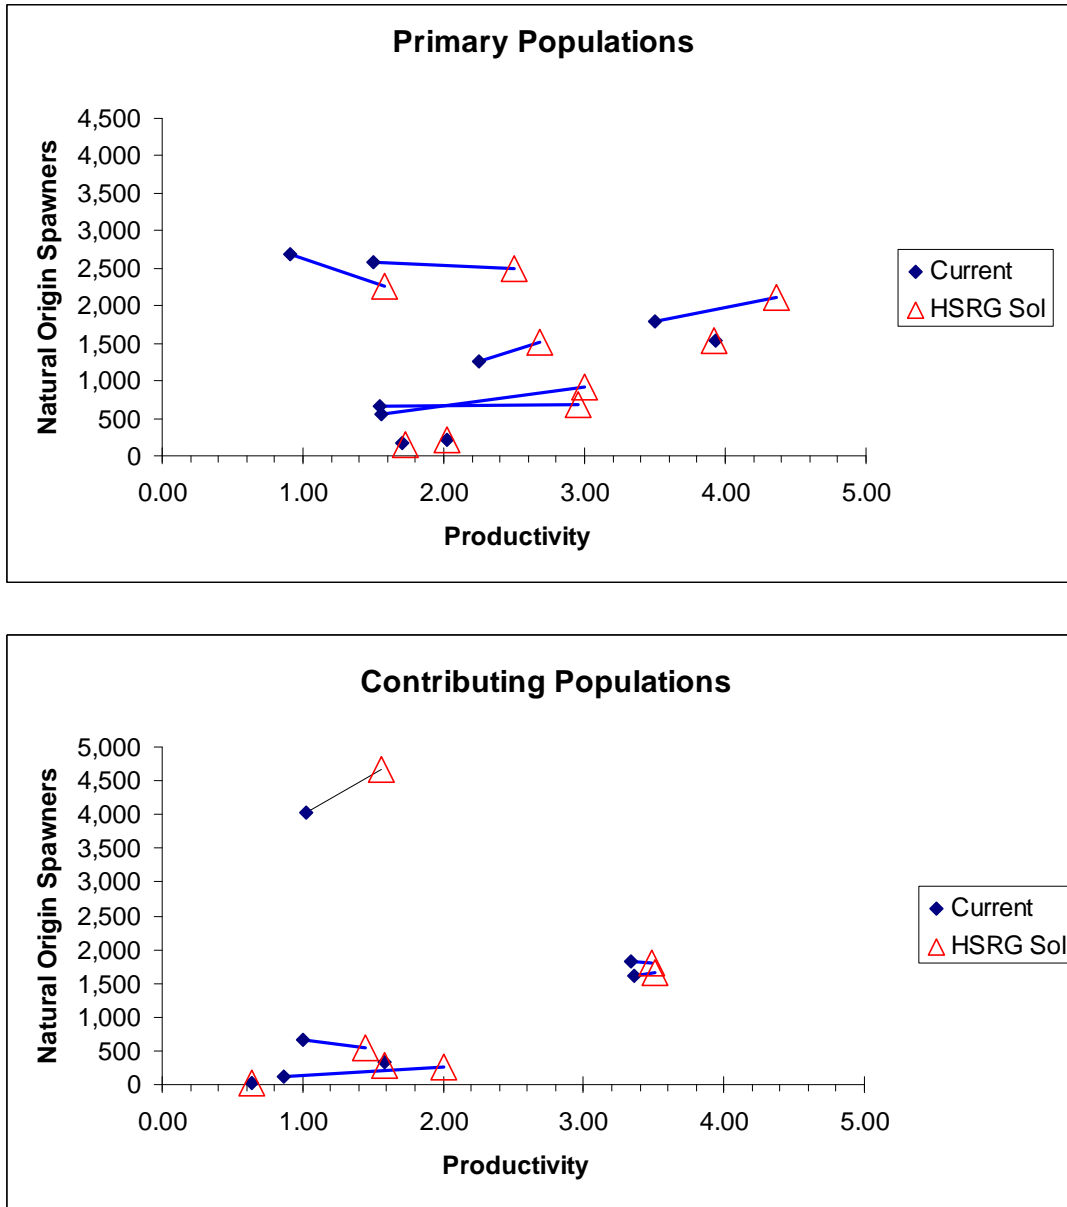 Primary Populations
Natural Origin Spawners
4,500
4,000
3,500
3,000
2,500
2,000
1,500
1,000
500
0
0.00 1.00 2.00 3.00 4.00 5.00
Productivity
Current
HSRG Sol
Contributing Populations
Natural Origin Spawners
5,000
4,500
4,000
3,500
3,000
2,500
2,000
1,500
1,000
500
0
0.00 1.00 2.00 3.00 4.00 5.00
Productivity
Current
HSRG Sol